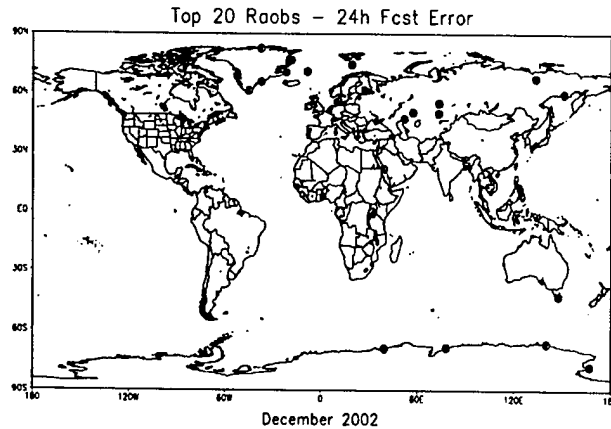 Top 20 Raobs – 24h Fcst Error
90N
60N
30N
EQ
30S
60S
90S
180 120W 60W 0 60E 120E 180
December 2002